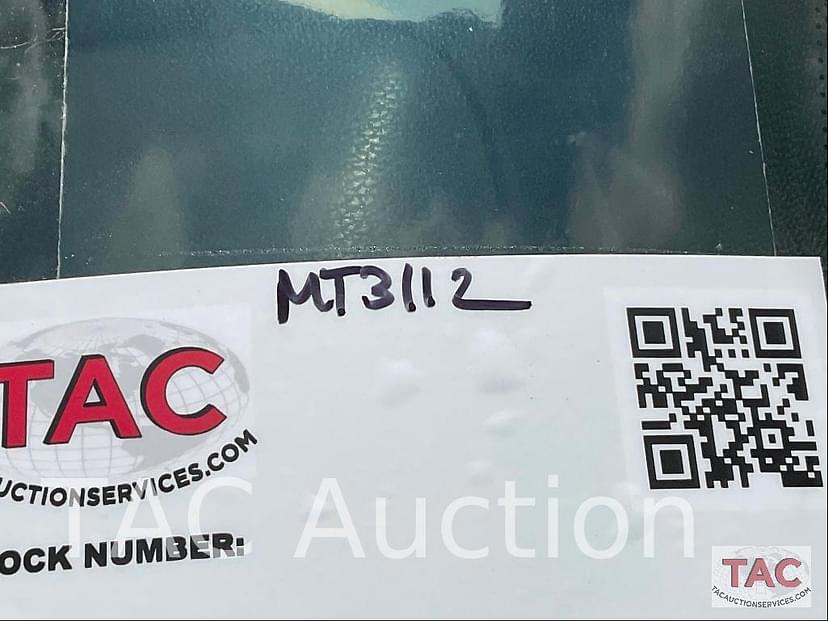 MT3112
TAC
UCTIONSERVICES.COM
OCK NUMBER:
TAC Auction
TAC
TACAUCTIONSERVICES.COM